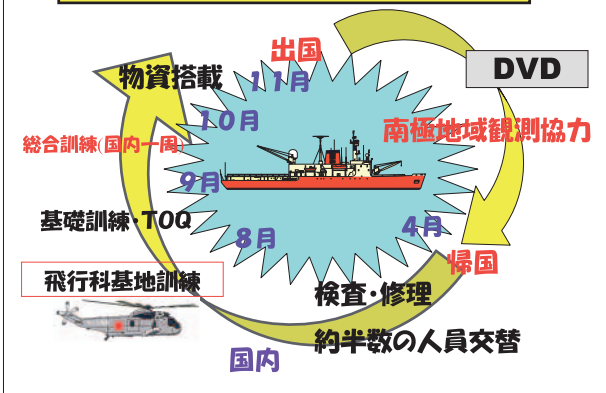 出国
物資搭載
11月
DVD
10月
南極地域観測協力
総合訓練(国内一周)
9月
基礎訓練・TOQ
4月
8月
帰国
飛行科基地訓練
検査・修理
約半数の人員交替
国内